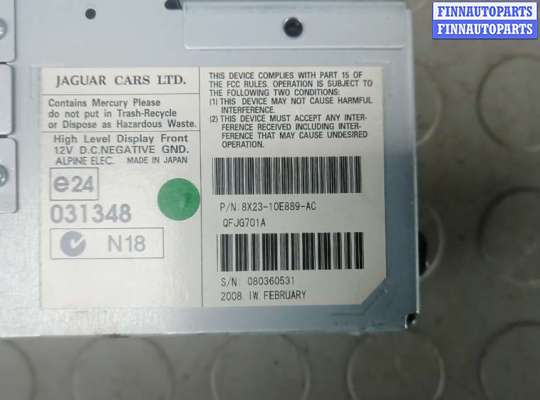 FINNAUTOPARTS
FINNAUTOPARTS
JAGUAR CARS LTD.
Contains Mercury Please
do not put in Trash-Recycle
or Dispose as Hazardous Waste.
High Level Display Front
12V D.C.NEGATIVE GND.
ALPINE ELEC. MADE IN JAPAN
e24
031348
N18
THIS DEVICE COMPLIES WITH PART 15 OF
THE FCC RULES. OPERATION IS SUBJECT TO
THE FOLLOWING TWO CONDITIONS:
(1) THIS DEVICE MAY NOT CAUSE HARMFUL
INTERFERENCE.
(2) THIS DEVICE MUST ACCEPT ANY INTER-
FERENCE RECEIVED INCLUDING INTER-
FERENCE THAT MAY CAUSE UNDESIRED
OPERATION.
P/N:8X23-10E889-AC
QFJG701A
S/N: 080360531
2008. IW. FEBRUARY